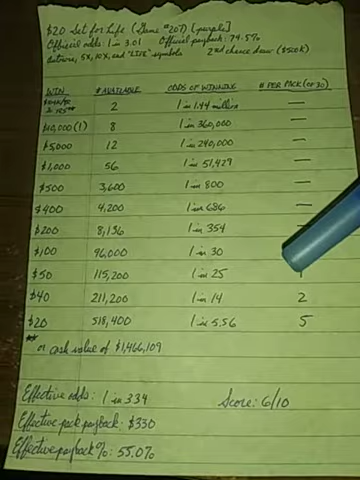 $20 Set for Life (Game #207) [purple]
Official odds: 1 in 3.01 Official payback: 74.5%
autowin, 5X, 10X, and "LIFE" symbols 2nd chance draw ($500K)
WIN # AVAILABLE ODDS OF WINNING # PER PACK (OF 30)
2 1 in 1.44 million —
$10,000 (1) 8 1 in 360,000 —
$5,000 12 1 in 240,000 —
$1,000 56 1 in 51,429 —
$500 3,600 1 in 800 —
$400 4,200 1 in 686 —
$200 8,136 1 in 354 —
$100 96,000 1 in 30
$50 115,200 1 in 25 1
$40 211,200 1 in 14 2
$20 518,400 1 in 5.56 5
** or cash value of $1,466,109
Effective odds: 1 in 3.34 Score: 6/10
Effective pack payback: $330
Effective payback %: 55.0%